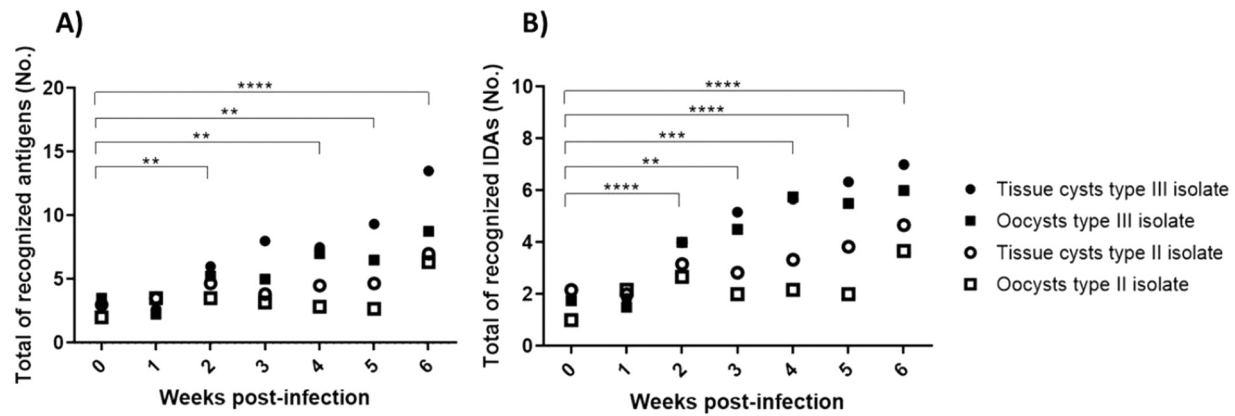 A)
Total of recognized antigens (No.)
20
15
10
5
0
****
**
**
**
0 1 2 3 4 5 6
Weeks post-infection
B)
Total of recognized IDAs (No.)
10
8
6
4
2
0
****
****
***
**
****
0 1 2 3 4 5 6
Weeks post-infection
Tissue cysts type III isolate
Oocysts type III isolate
Tissue cysts type II isolate
Oocysts type II isolate